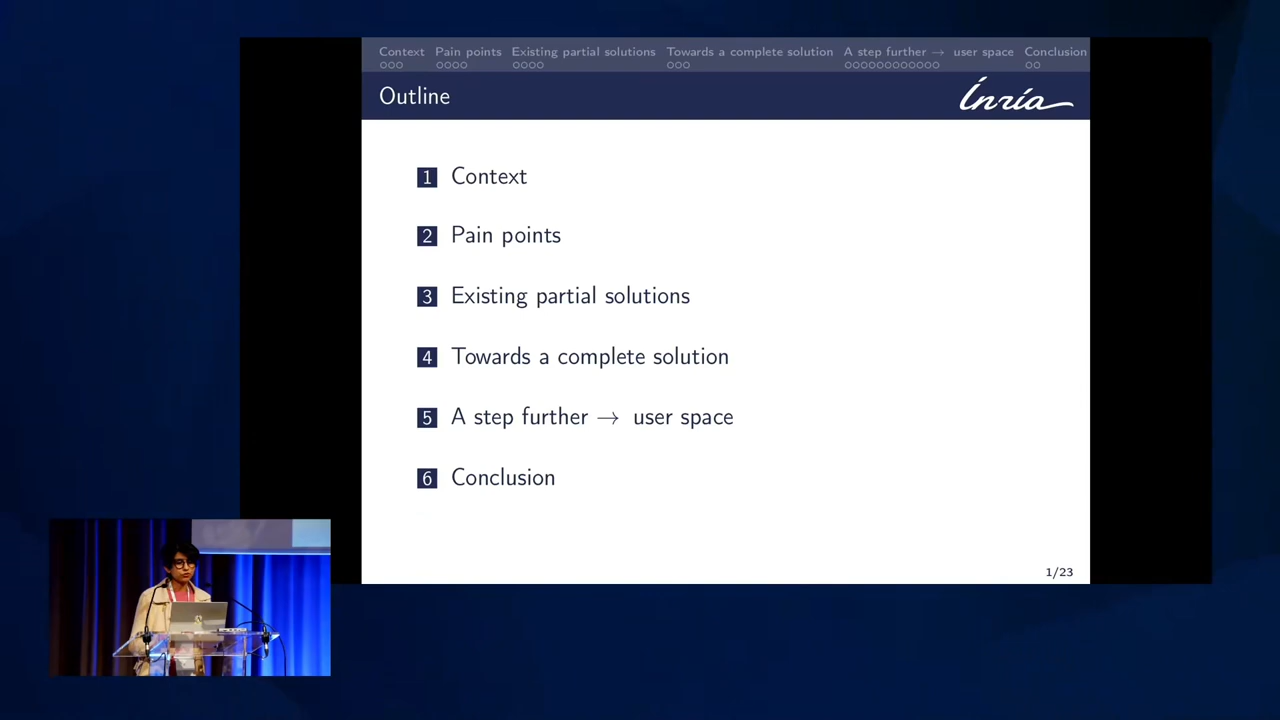 Context Pain points Existing partial solutions Towards a complete solution A step further → user space Conclusion
Outline
Inria
1 Context
2 Pain points
3 Existing partial solutions
4 Towards a complete solution
5 A step further → user space
6 Conclusion
1/23